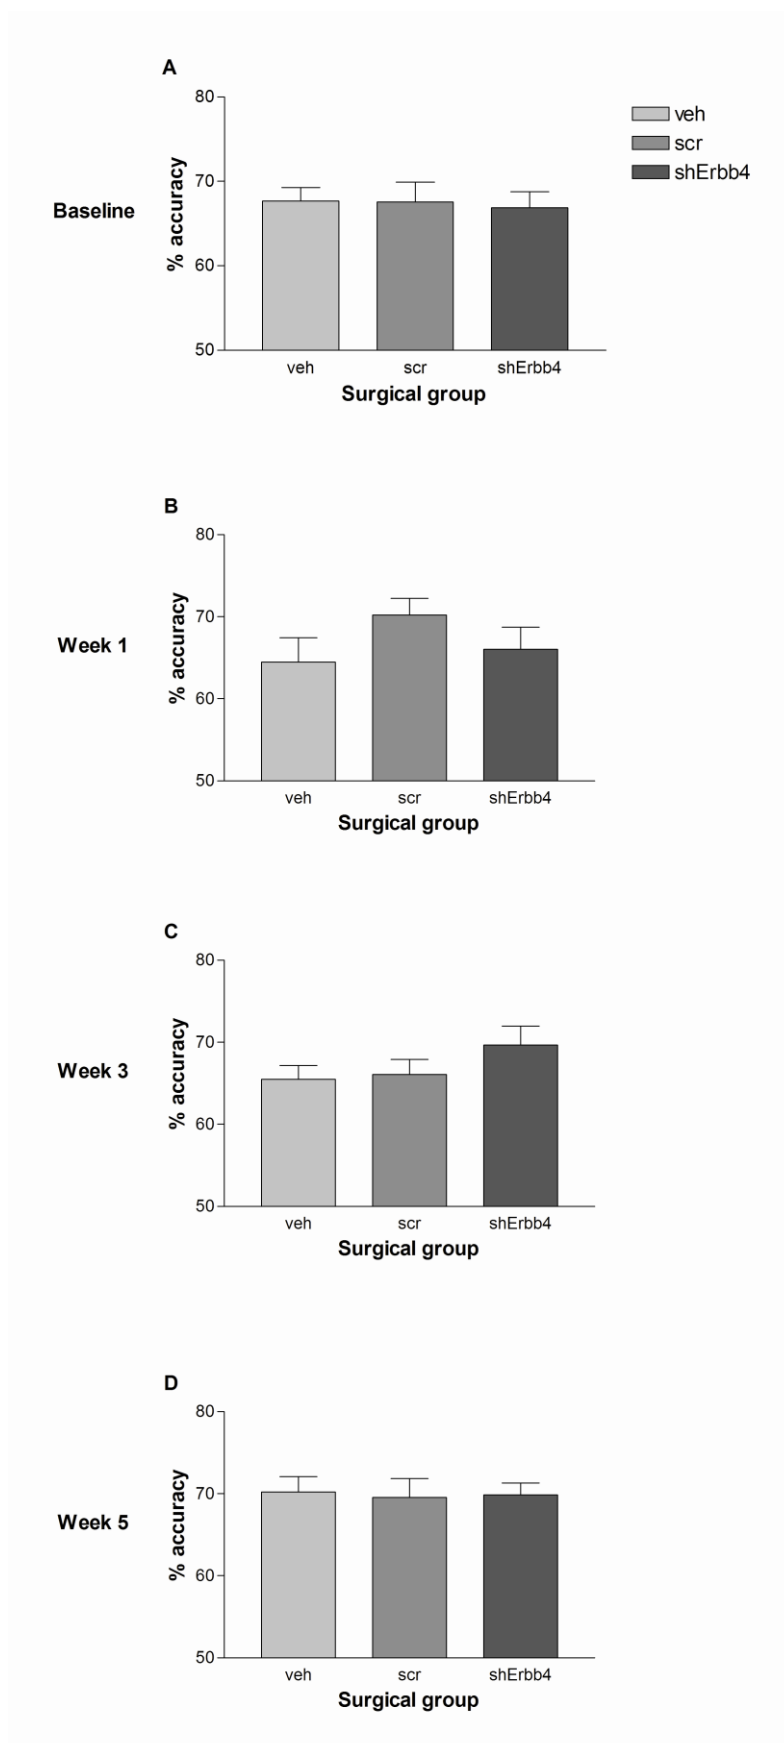 A
80
70
60
50
% accuracy
Baseline
veh
scr
shErbb4
veh scr shErbb4
Surgical group
B
80
70
60
50
% accuracy
Week 1
veh scr shErbb4
Surgical group
C
80
70
60
50
% accuracy
Week 3
veh scr shErbb4
Surgical group
D
80
70
60
50
% accuracy
Week 5
veh scr shErbb4
Surgical group